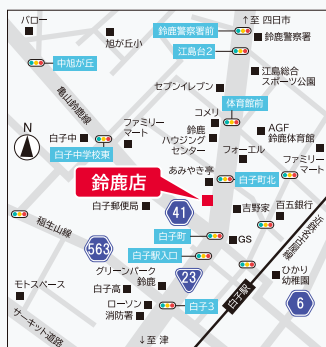 バロー
旭が丘小
鈴鹿警察署前
↑至 四日市
鈴鹿警察署
江島台2
中旭が丘
セブンイレブン
江島総合
スポーツ公園
亀山鈴鹿線
コメリ
体育館前
N
白子中
ファミリー
マート
鈴鹿
ハウジング
センター
AGF
鈴鹿体育館
白子中学校東
フォーエル
ファミリー
マート
あみやき亭
鈴鹿店
白子町北
白子郵便局
41
吉野家
百五銀行
稲生山線
白子町
近鉄名古屋線
563
白子駅入口
GS
グリーンパーク
鈴鹿
23
ひかり
幼稚園
モトスペース
白子高
白子駅
6
ローソン
消防署
白子3
サーキット道路
↓至 津